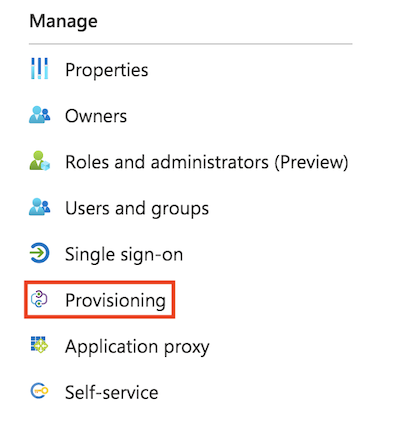 Manage
Properties
Owners
Roles and administrators (Preview)
Users and groups
Single sign-on
Provisioning
Application proxy
Self-service